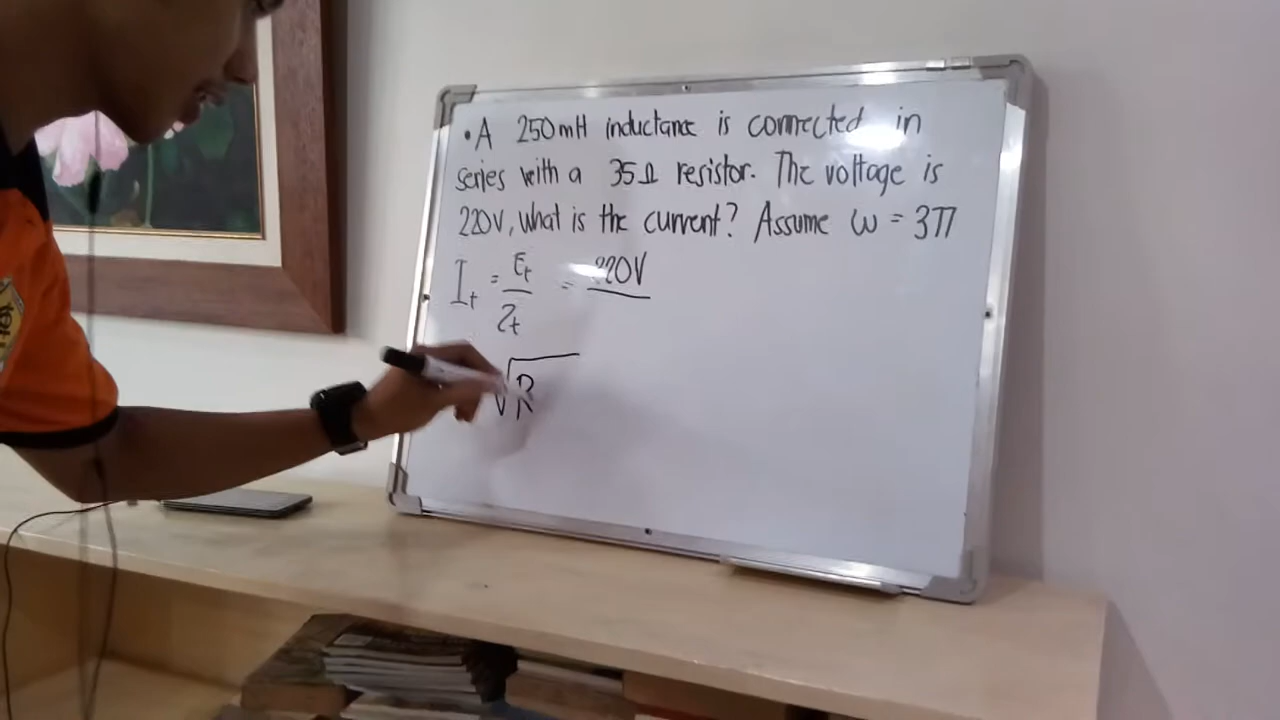 • A 250mH inductance is connected in
series with a 35Ω resistor. The voltage is
220V, what is the current? Assume ω = 377
I_t = E_t / Z_t = 220V
√R